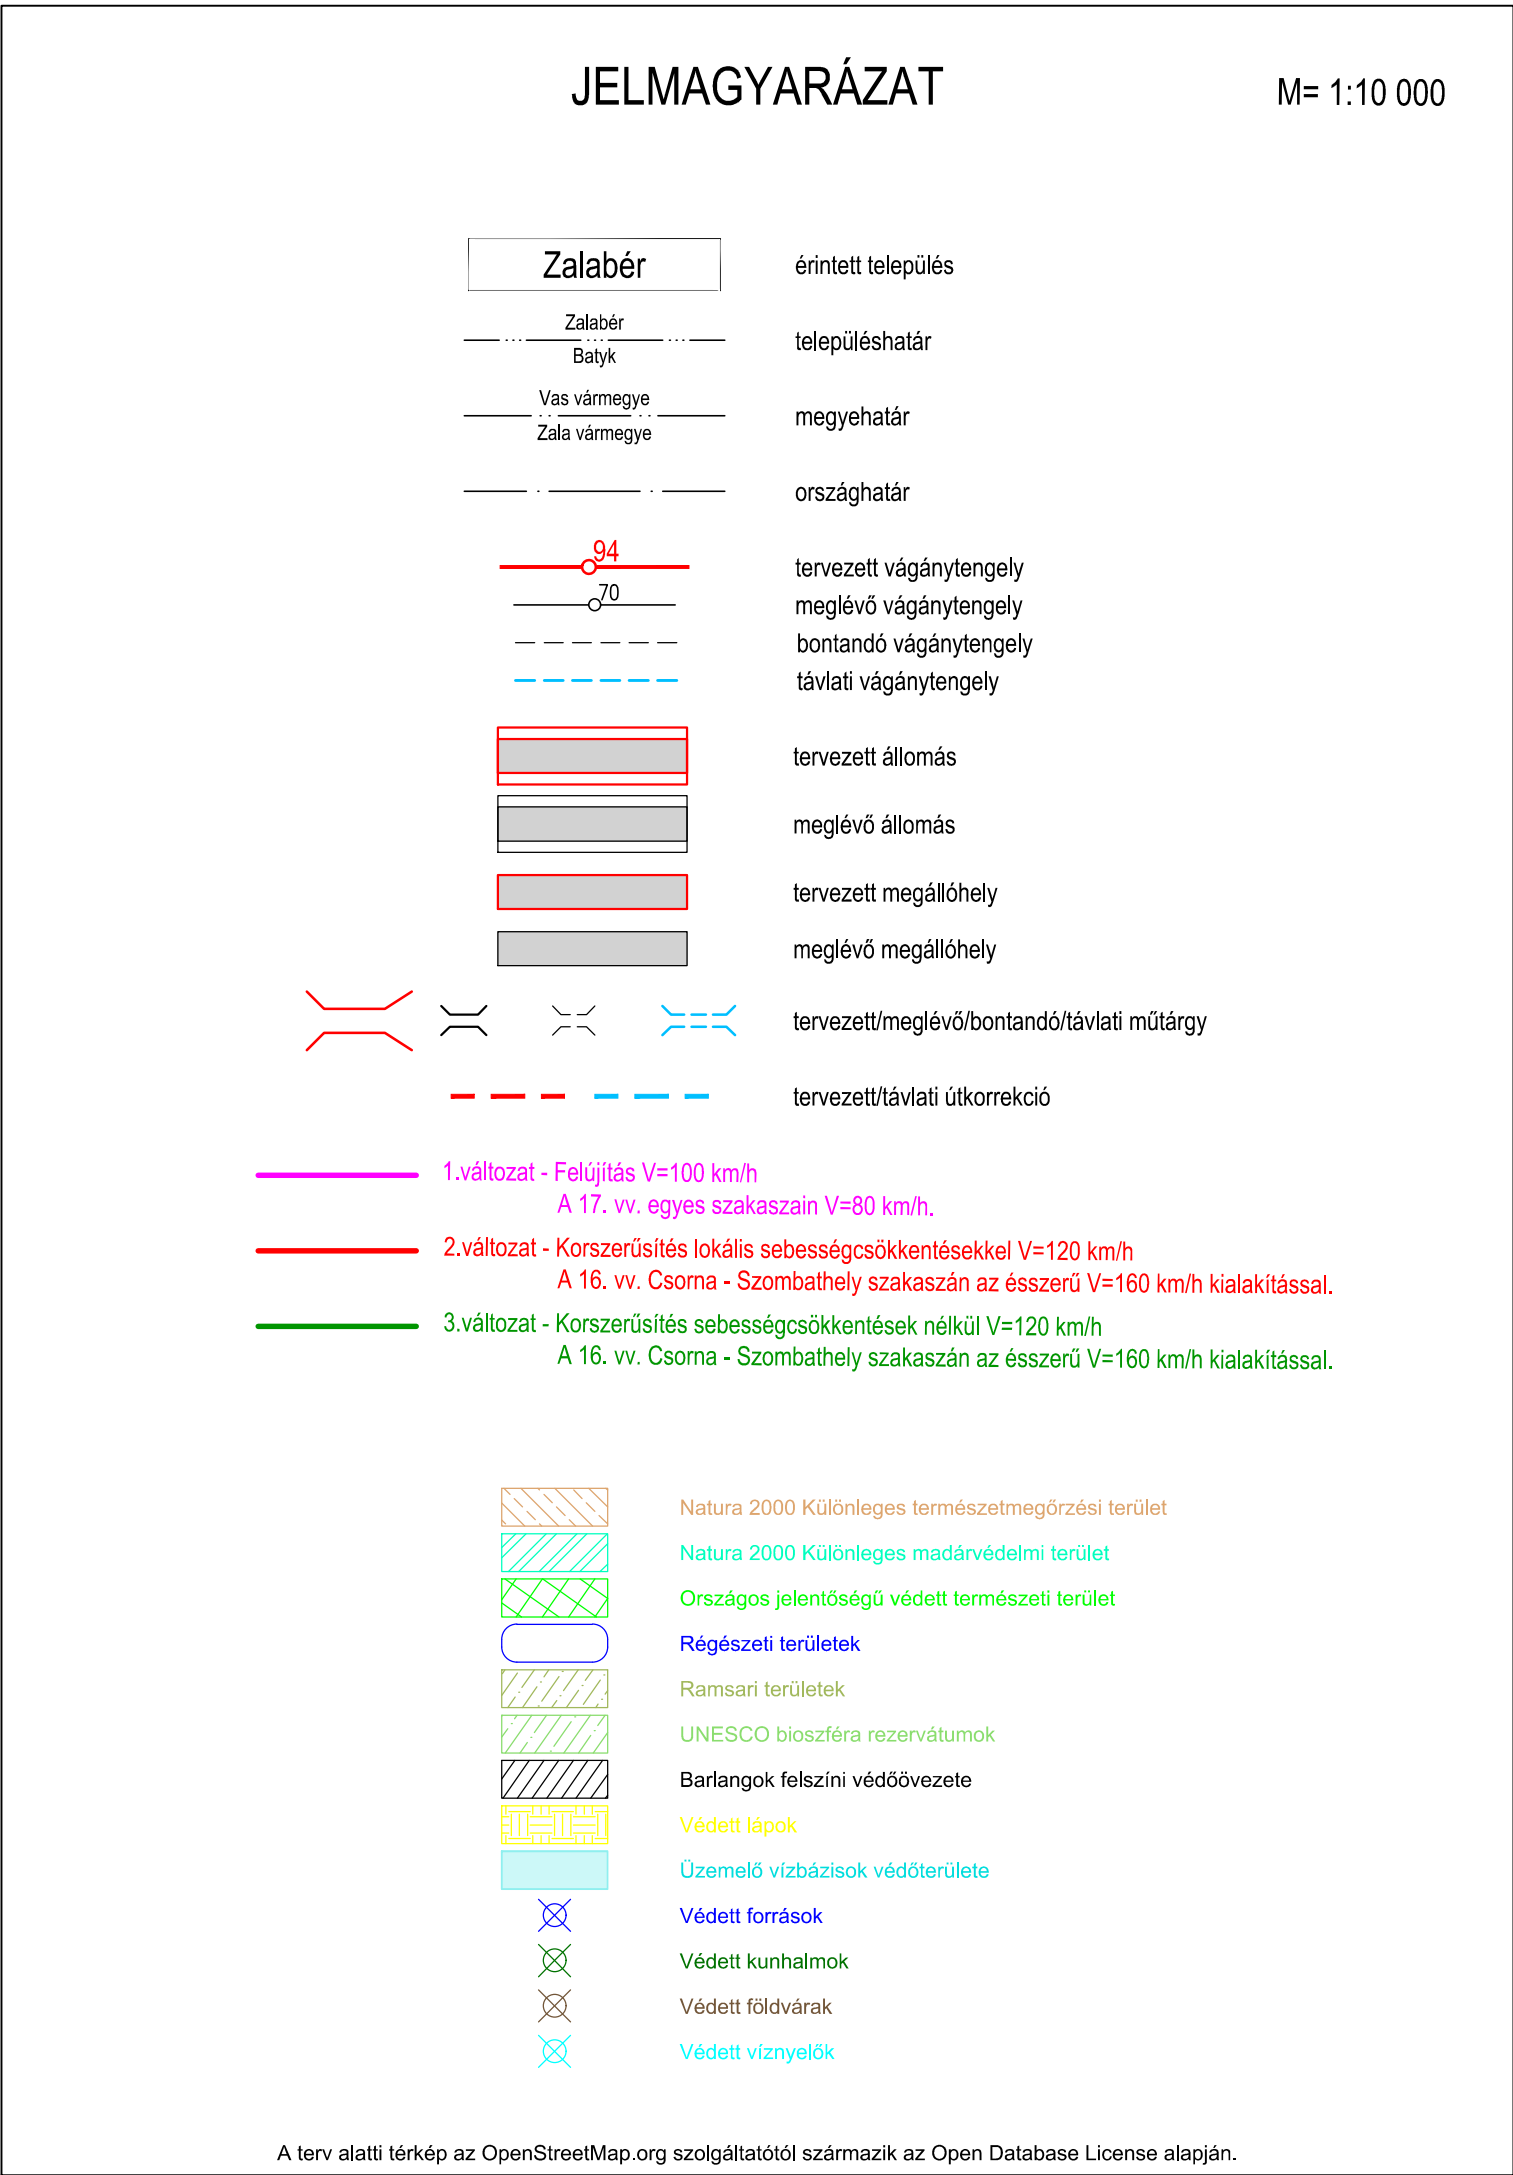 JELMAGYARÁZAT
M= 1:10 000
Zalabér
érintett település
Zalabér
Batyk
településhatár
Vas vármegye
Zala vármegye
megyehatár
országhatár
94
tervezett vágánytengely
70
meglévő vágánytengely
bontandó vágánytengely
távlati vágánytengely
tervezett állomás
meglévő állomás
tervezett megállóhely
meglévő megállóhely
tervezett/meglévő/bontandó/távlati műtárgy
tervezett/távlati útkorrekció
1.változat - Felújítás V=100 km/h
A 17. vv. egyes szakaszain V=80 km/h.
2.változat - Korszerűsítés lokális sebességcsökkentésekkel V=120 km/h
A 16. vv. Csorna - Szombathely szakaszán az ésszerű V=160 km/h kialakítással.
3.változat - Korszerűsítés sebességcsökkentések nélkül V=120 km/h
A 16. vv. Csorna - Szombathely szakaszán az ésszerű V=160 km/h kialakítással.
Natura 2000 Különleges természetmegőrzési terület
Natura 2000 Különleges madárvédelmi terület
Országos jelentőségű védett természeti terület
Régészeti területek
Ramsari területek
UNESCO bioszféra rezervátumok
Barlangok felszíni védőövezete
Védett lápok
Üzemelő vízbázisok védőterülete
Védett források
Védett kunhalmok
Védett földvárak
Védett víznyelők
A terv alatti térkép az OpenStreetMap.org szolgáltatótól származik az Open Database License alapján.